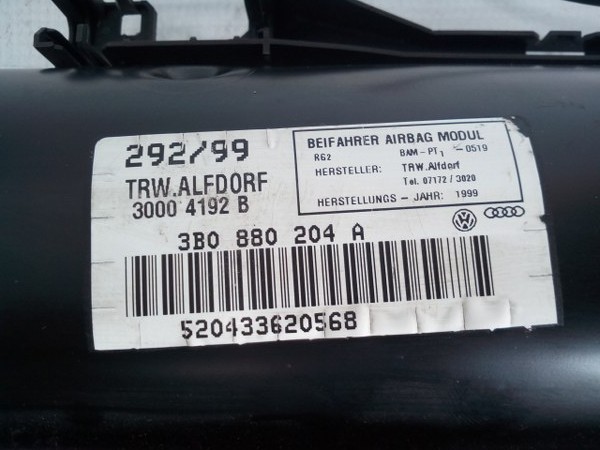 292/99
TRW.ALFDORF
3000 4192 B
BEIFAHRER AIRBAG MODUL
RG2 BAM-PT1-0519
HERSTELLER: TRW.Alfdorf
Tel. 07172/3020
HERSTELLUNGS-JAHR: 1999
3B0 880 204 A
520433620568